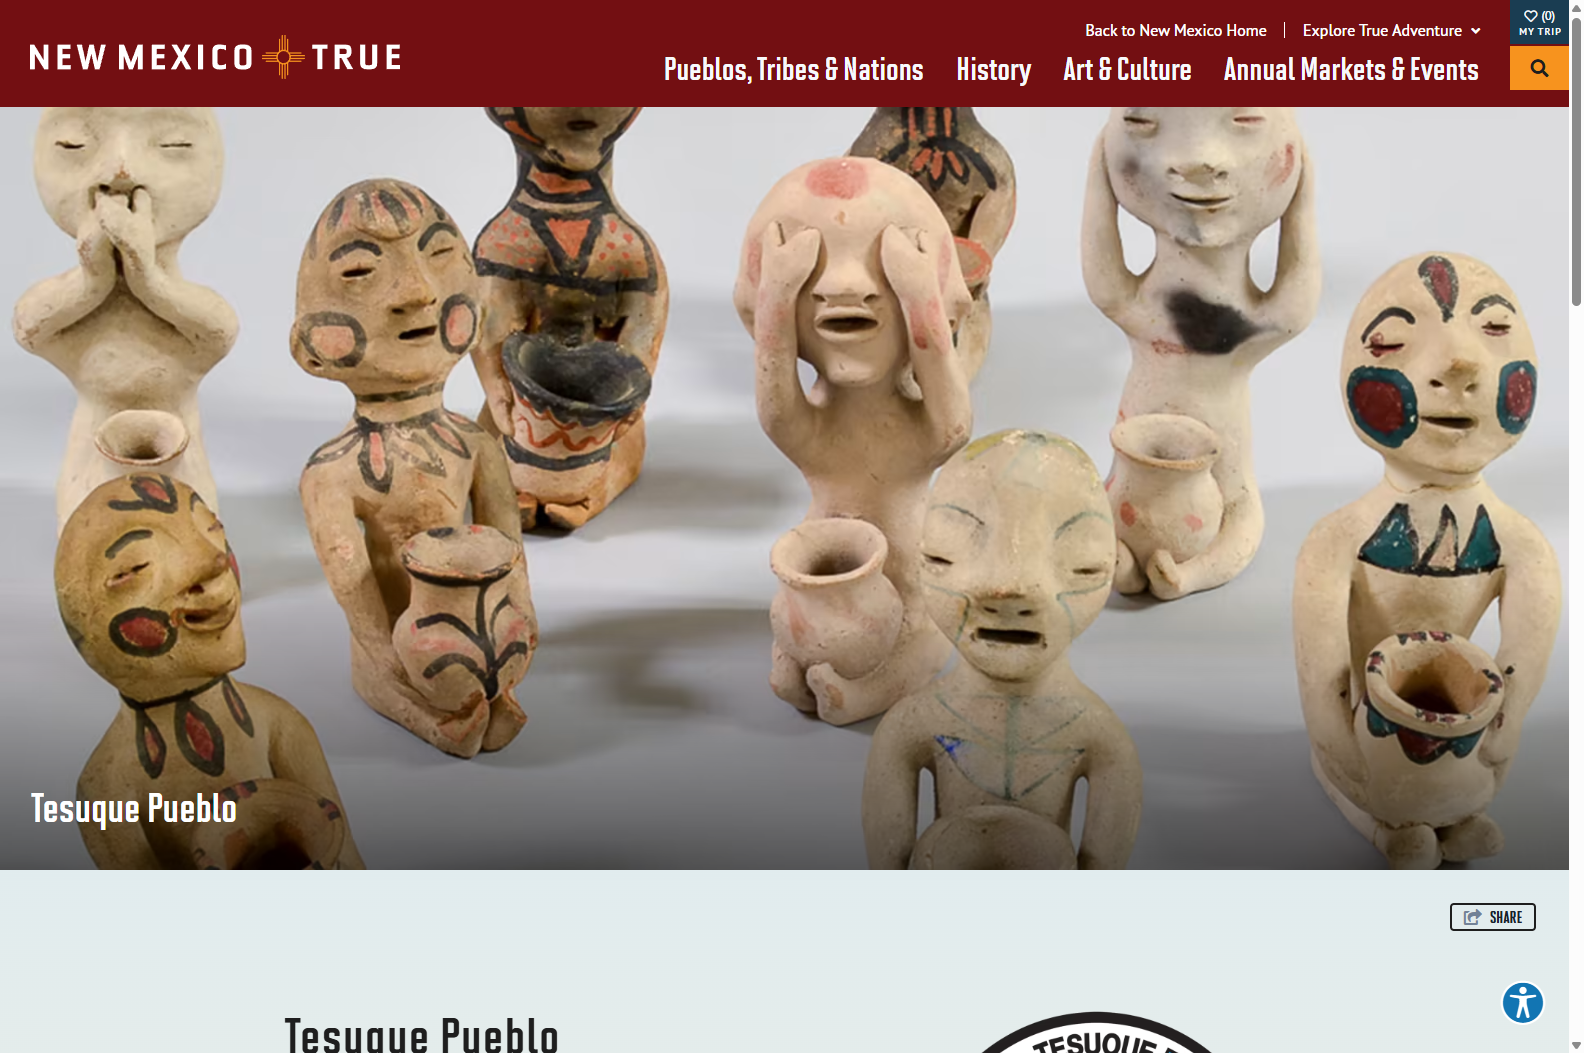 NEW MEXICO TRUE
Back to New Mexico Home
Explore True Adventure
(0)
MY TRIP
Pueblos, Tribes & Nations
History
Art & Culture
Annual Markets & Events
Tesuque Pueblo
SHARE
Tesuque Pueblo
TESUQUE